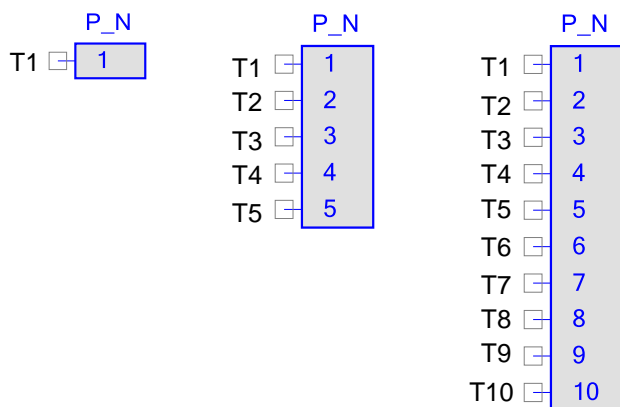 P_N
T1 1
P_N
T1 1
T2 2
T3 3
T4 4
T5 5
P_N
T1 1
T2 2
T3 3
T4 4
T5 5
T6 6
T7 7
T8 8
T9 9
T10 10